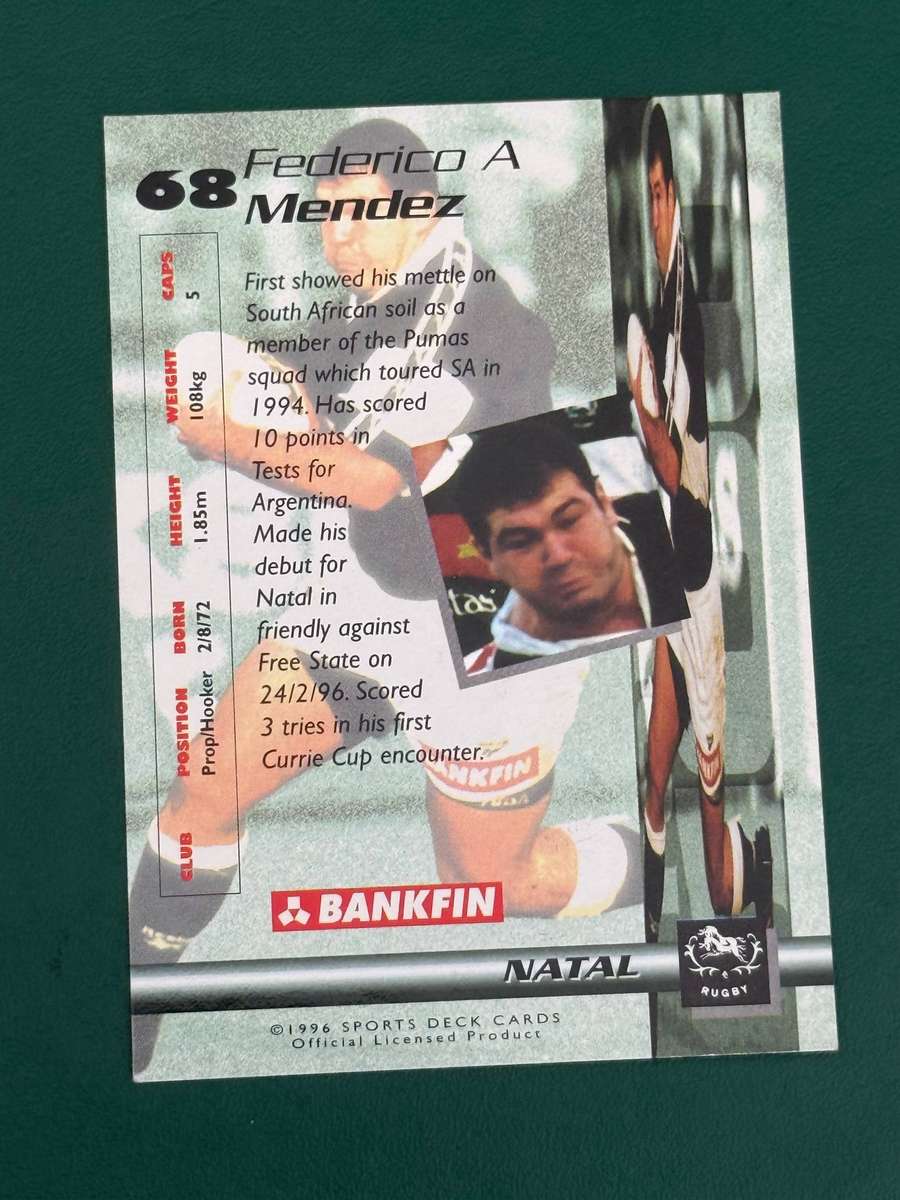 68
Federico A
Mendez
CAPS
5
WEIGHT
108kg
HEIGHT
1.85m
BORN
2/8/72
POSITION
Prop/Hooker
CLUB
First showed his mettle on
South African soil as a
member of the Pumas
squad which toured SA in
1994. Has scored
10 points in
Tests for
Argentina.
Made his
debut for
Natal in
friendly against
Free State on
24/2/96. Scored
3 tries in his first
Currie Cup encounter.
tas
BANKFIN
BANKFIN
NATAL
RUGBY
©1996 SPORTS DECK CARDS
Official Licensed Product